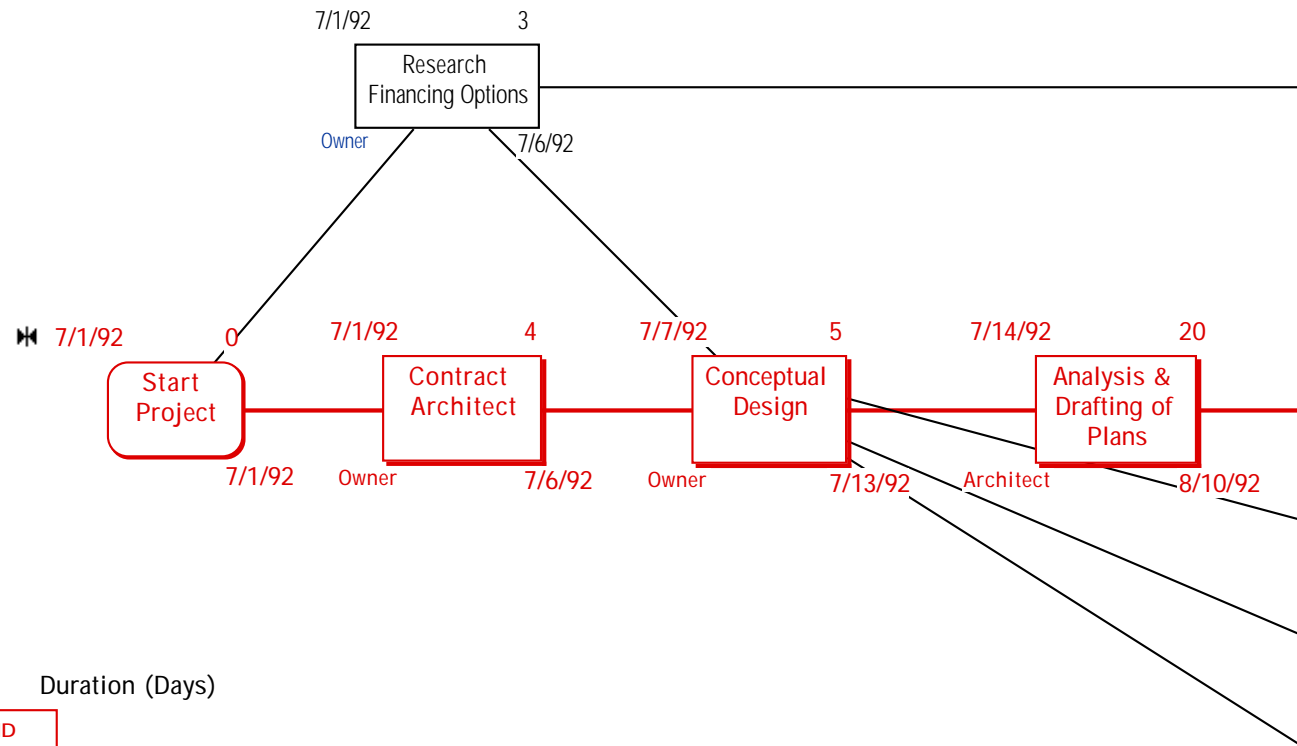 7/1/92 3
Research
Financing Options
Owner 7/6/92
7/1/92 0 7/1/92 4 7/7/92 5 7/14/92 20
Start
Project
Contract
Architect
Conceptual
Design
Analysis &
Drafting of
Plans
7/1/92 Owner 7/6/92 Owner 7/13/92 Architect 8/10/92
Duration (Days)
D